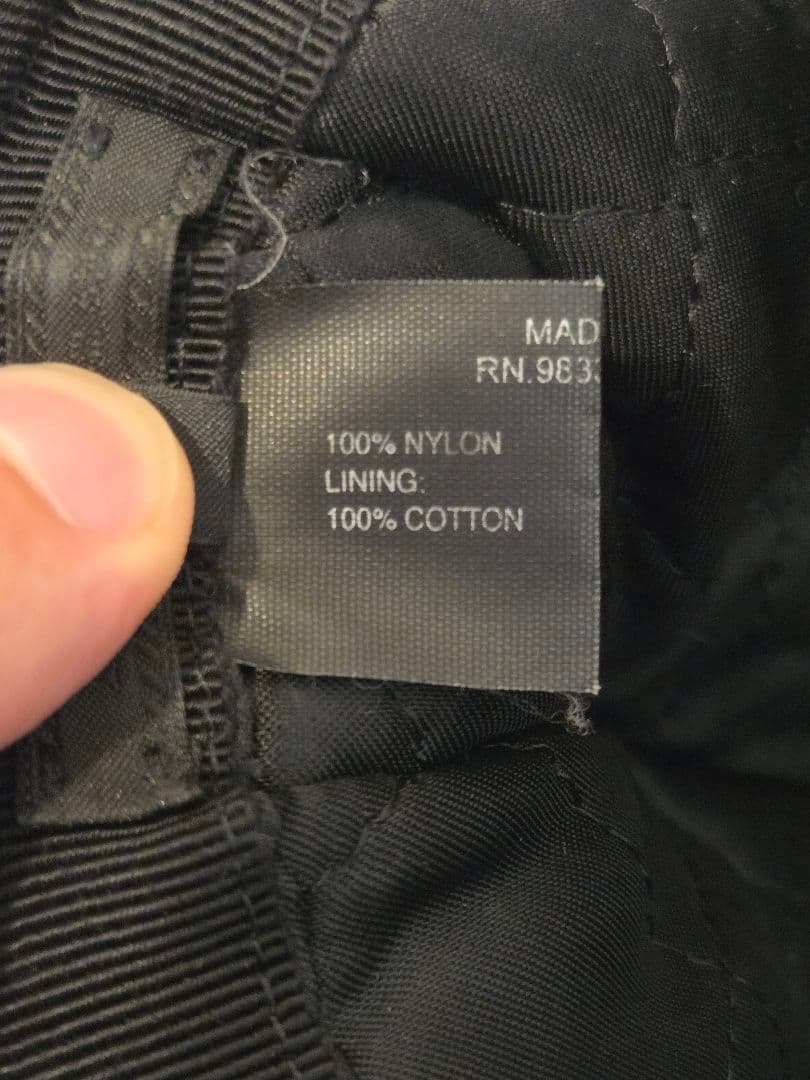 MAD
RN.983
100% NYLON
LINING:
100% COTTON